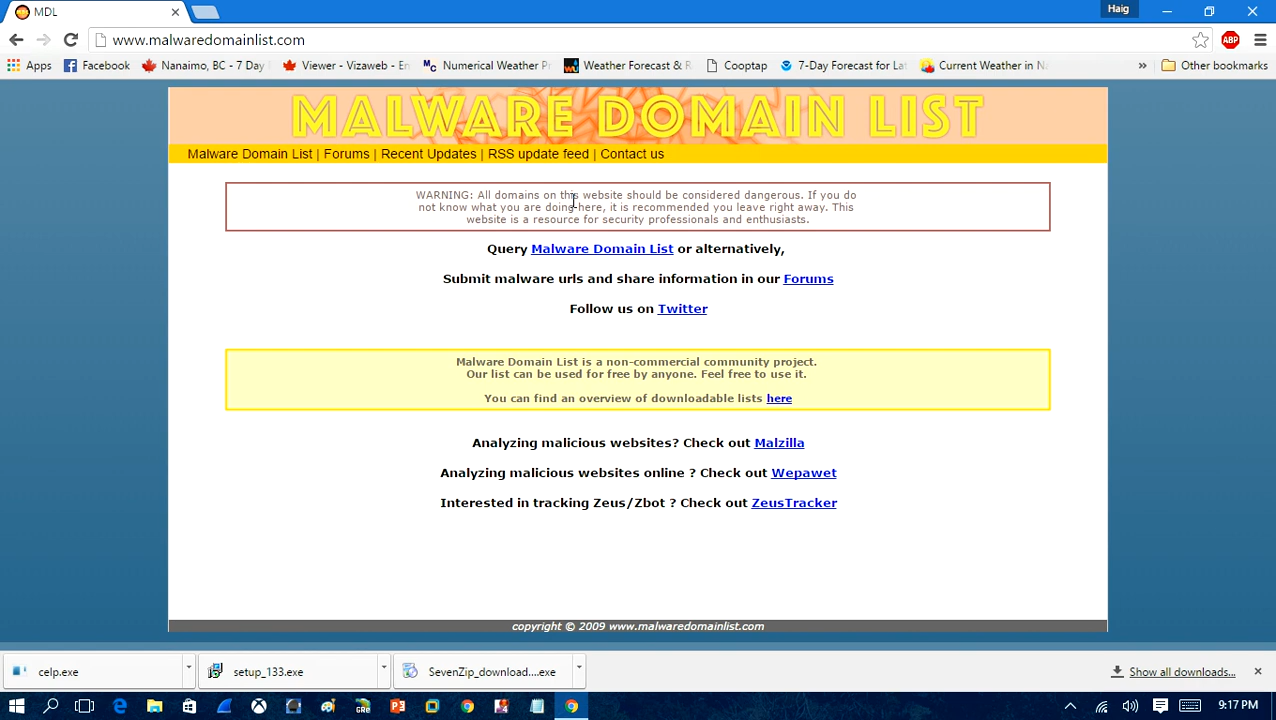 MDL
Haig
www.malwaredomainlist.com
ABP
Apps
Facebook
Nanaimo, BC - 7 Day
Viewer - Vizaweb - En
Numerical Weather Pr
Weather Forecast & R
Cooptap
7-Day Forecast for Lat
Current Weather in Na
Other bookmarks
MALWARE DOMAIN LIST
Malware Domain List | Forums | Recent Updates | RSS update feed | Contact us
WARNING: All domains on this website should be considered dangerous. If you do
not know what you are doing here, it is recommended you leave right away. This
website is a resource for security professionals and enthusiasts.
Query Malware Domain List or alternatively,
Submit malware urls and share information in our Forums
Follow us on Twitter
Malware Domain List is a non-commercial community project.
Our list can be used for free by anyone. Feel free to use it.
You can find an overview of downloadable lists here
Analyzing malicious websites? Check out Malzilla
Analyzing malicious websites online ? Check out Wepawet
Interested in tracking Zeus/Zbot ? Check out ZeusTracker
copyright © 2009 www.malwaredomainlist.com
celp.exe
setup_133.exe
SevenZip_download....exe
Show all downloads...
9:17 PM